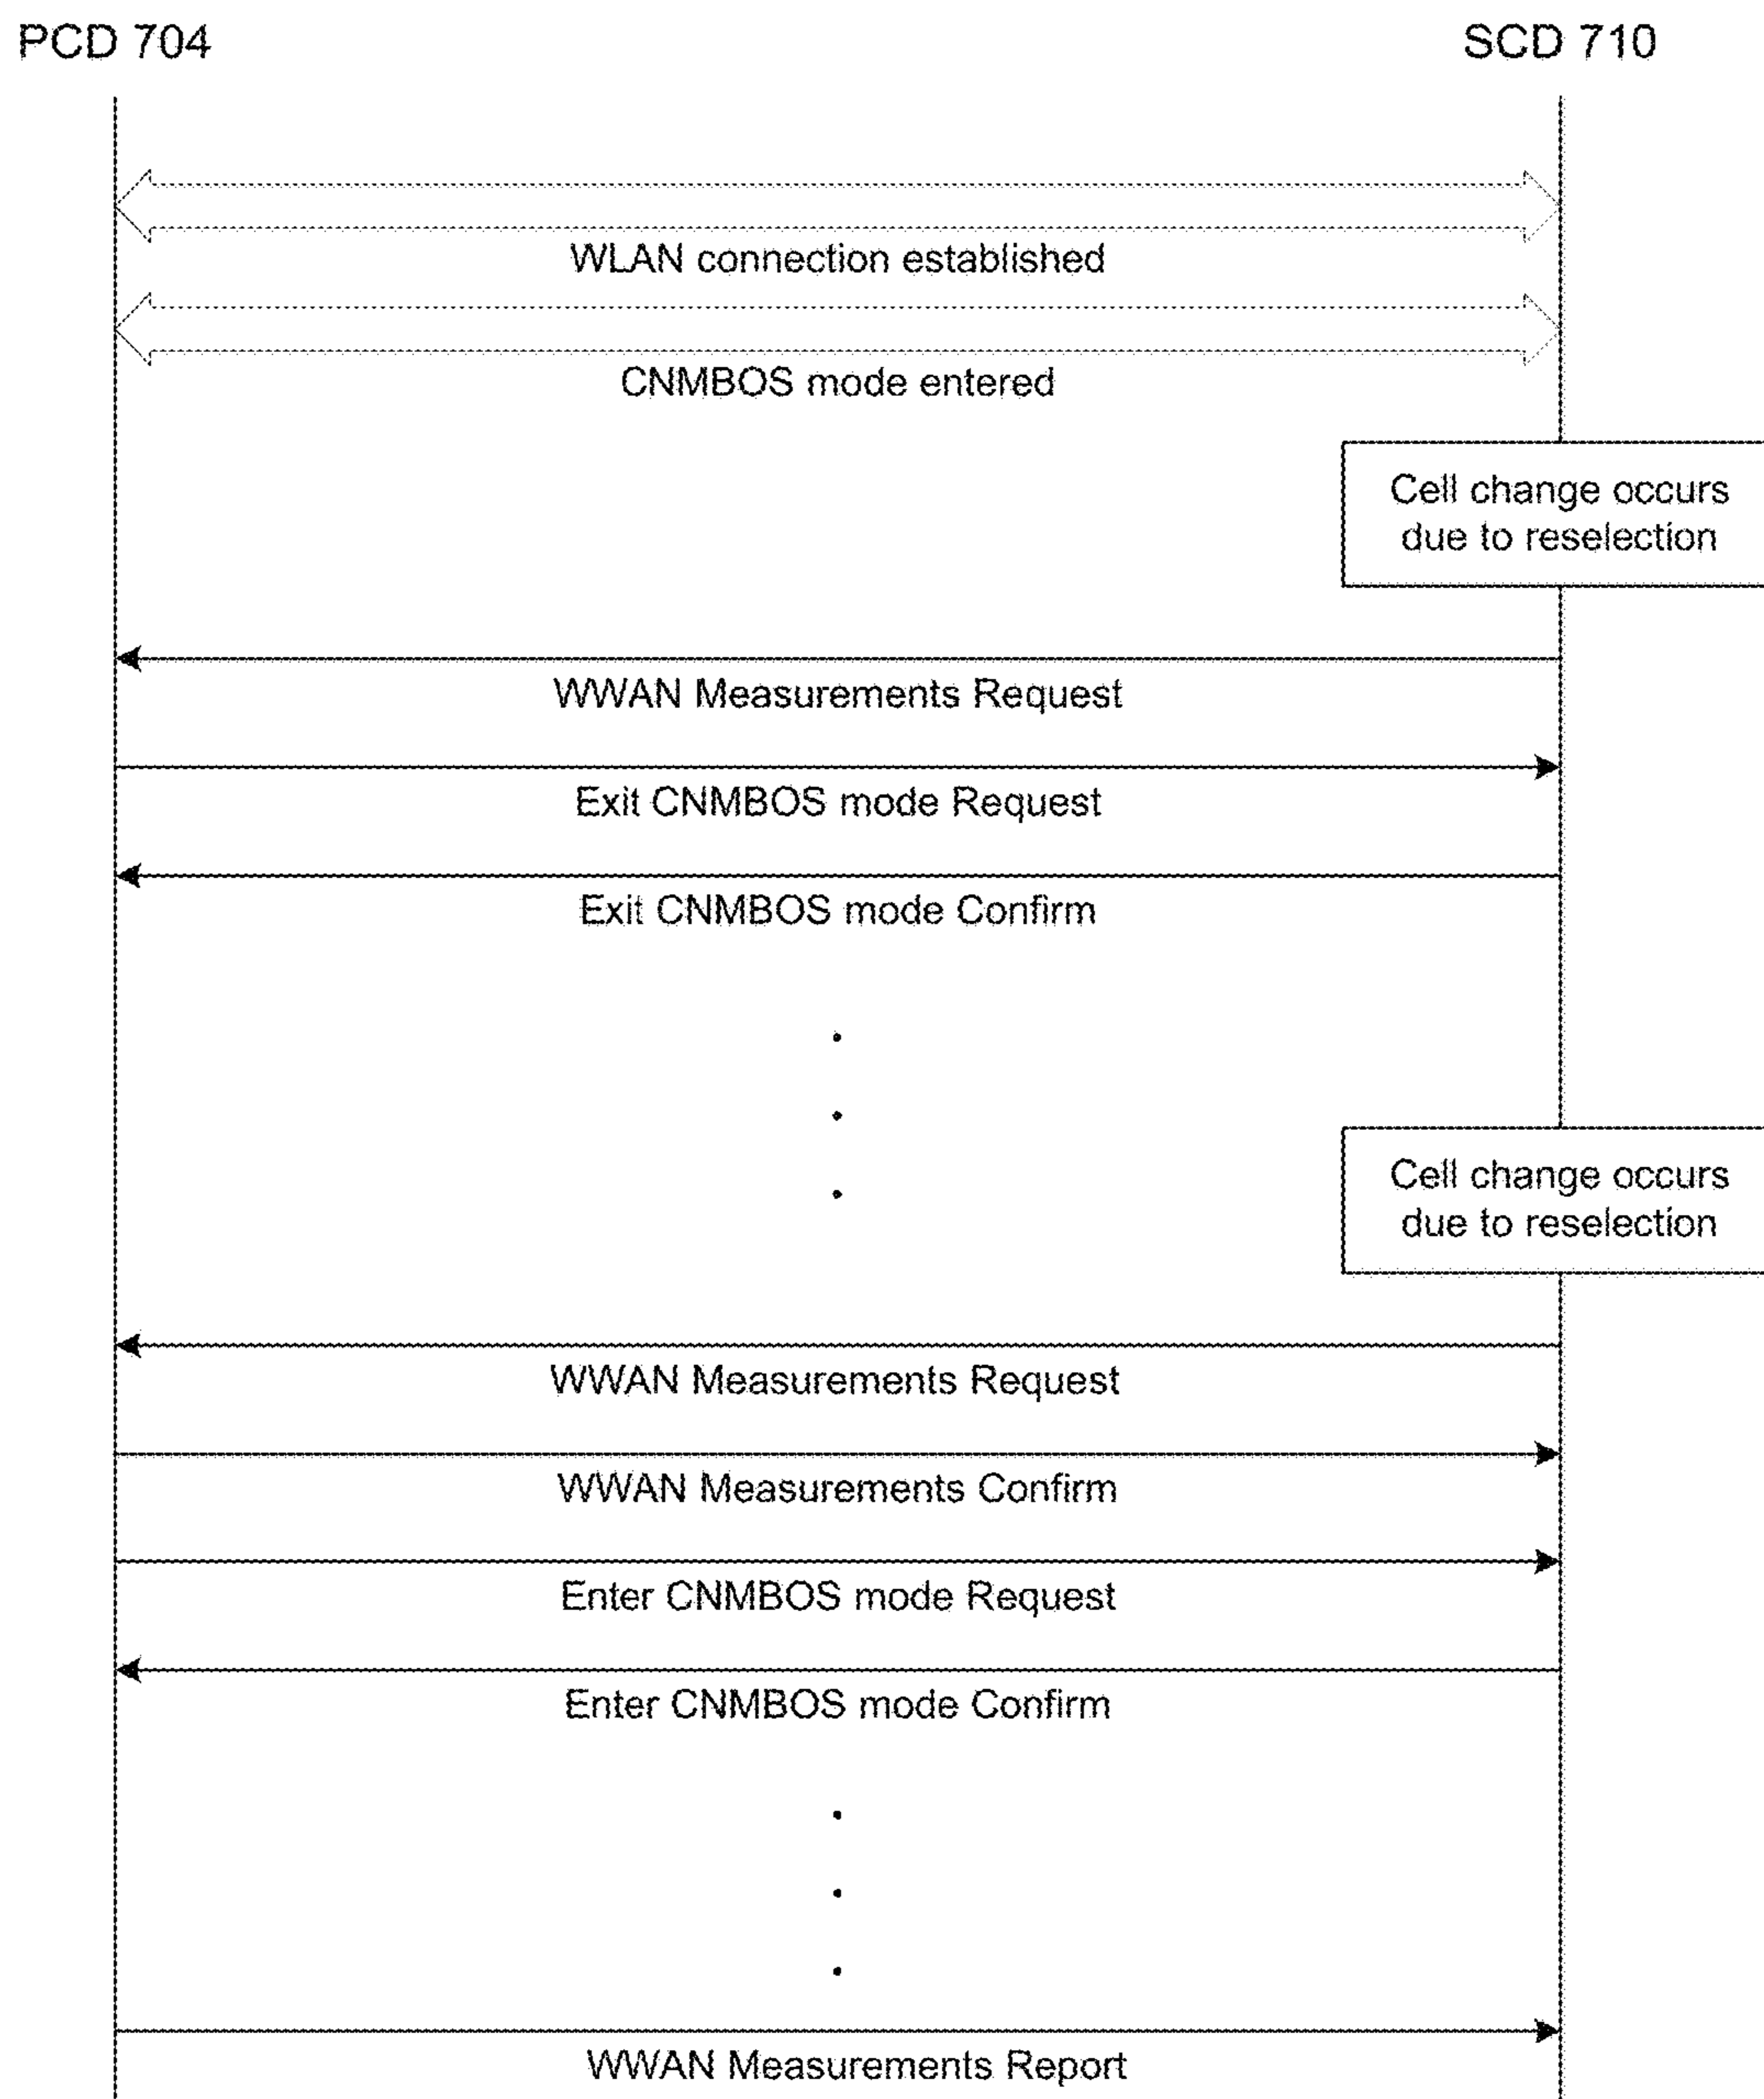 PCD 704
SCD 710
WLAN connection established
CNMBOS mode entered
Cell change occurs
due to reselection
WWAN Measurements Request
Exit CNMBOS mode Request
Exit CNMBOS mode Confirm
Cell change occurs
due to reselection
WWAN Measurements Request
WWAN Measurements Confirm
Enter CNMBOS mode Request
Enter CNMBOS mode Confirm
WWAN Measurements Report